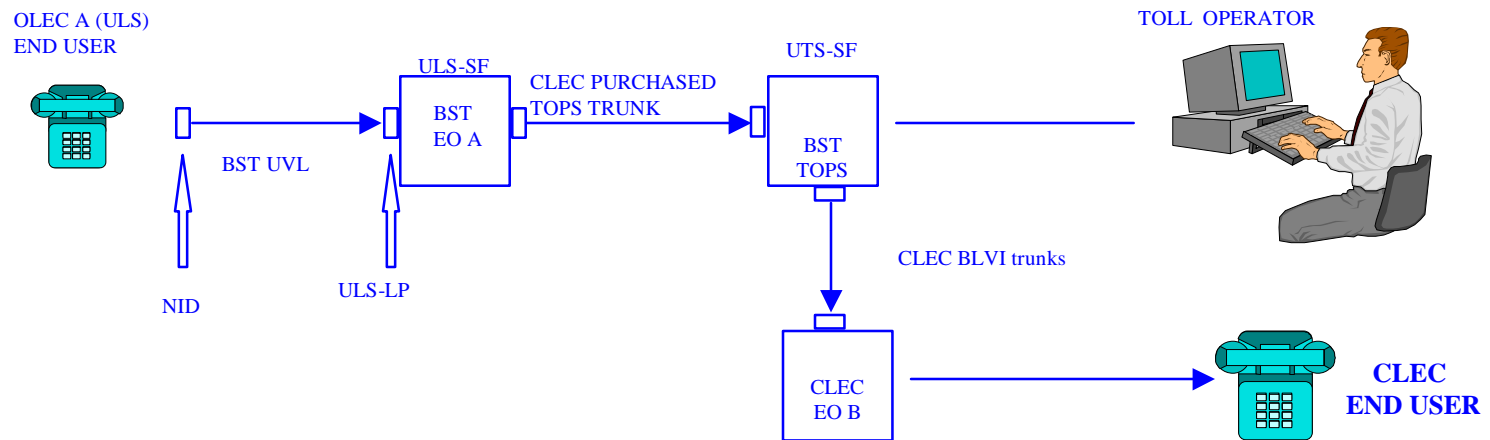 OLEC A (ULS)
END USER
TOLL OPERATOR
UTS-SF
ULS-SF
CLEC PURCHASED
TOPS TRUNK
BST
EO A
BST
TOPS
BST UVL
CLEC BLVI trunks
NID
ULS-LP
CLEC
EO B
CLEC
END USER